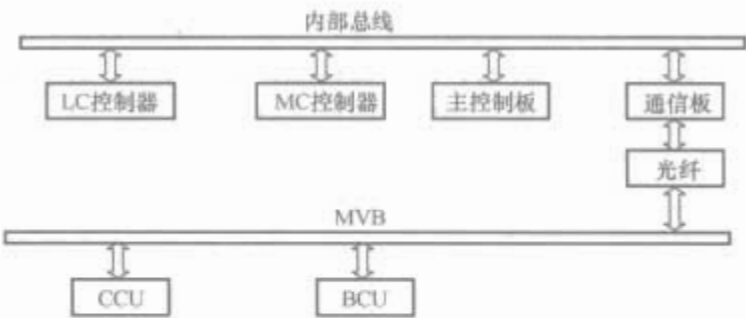 内部总线
LC控制器
MC控制器
主控制板
通信板
光纤
MVB
CCU
BCU